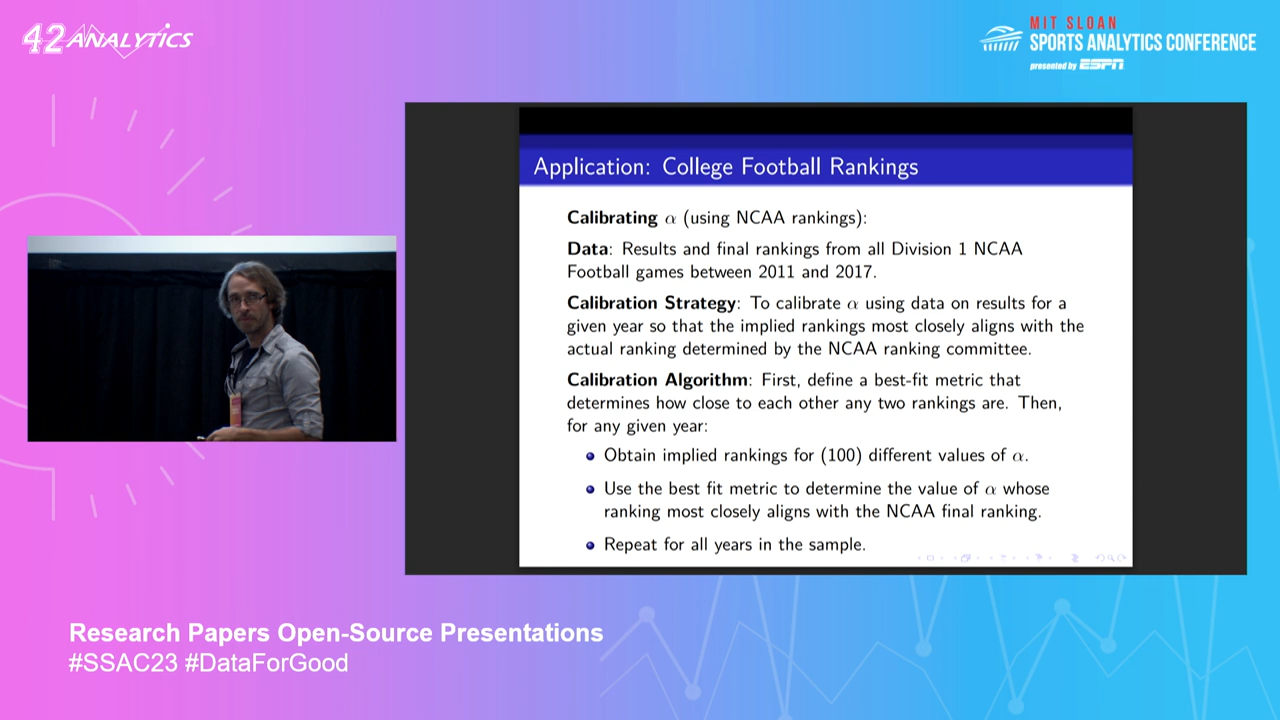 42 ANALYTICS
MIT SLOAN
SPORTS ANALYTICS CONFERENCE
presented by ESPN
Application: College Football Rankings
Calibrating α (using NCAA rankings):
Data: Results and final rankings from all Division 1 NCAA
Football games between 2011 and 2017.
Calibration Strategy: To calibrate α using data on results for a
given year so that the implied rankings most closely aligns with the
actual ranking determined by the NCAA ranking committee.
Calibration Algorithm: First, define a best-fit metric that
determines how close to each other any two rankings are. Then,
for any given year:
Obtain implied rankings for (100) different values of α.
Use the best fit metric to determine the value of α whose
ranking most closely aligns with the NCAA final ranking.
Repeat for all years in the sample.
Research Papers Open-Source Presentations
#SSAC23 #DataForGood